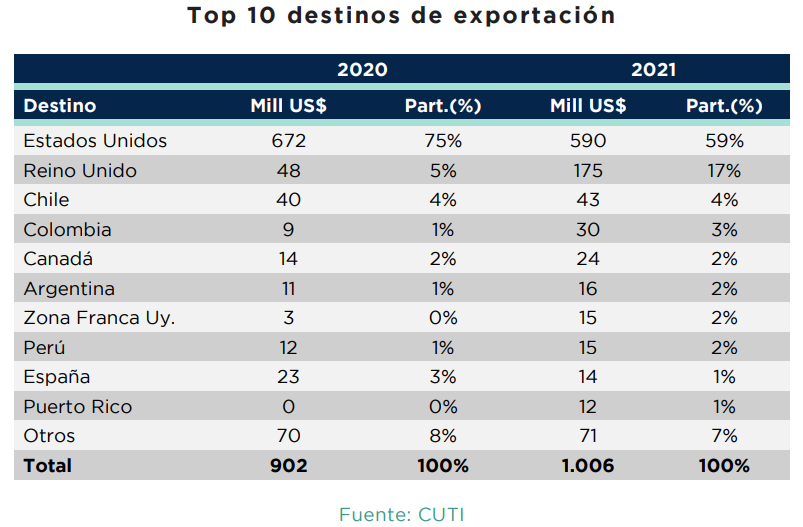 Top 10 destinos de exportación
2020 2021
Destino Mill US$ Part.(%) Mill US$ Part.(%)
Estados Unidos 672 75% 590 59%
Reino Unido 48 5% 175 17%
Chile 40 4% 43 4%
Colombia 9 1% 30 3%
Canadá 14 2% 24 2%
Argentina 11 1% 16 2%
Zona Franca Uy. 3 0% 15 2%
Perú 12 1% 15 2%
España 23 3% 14 1%
Puerto Rico 0 0% 12 1%
Otros 70 8% 71 7%
Total 902 100% 1.006 100%
Fuente: CUTI